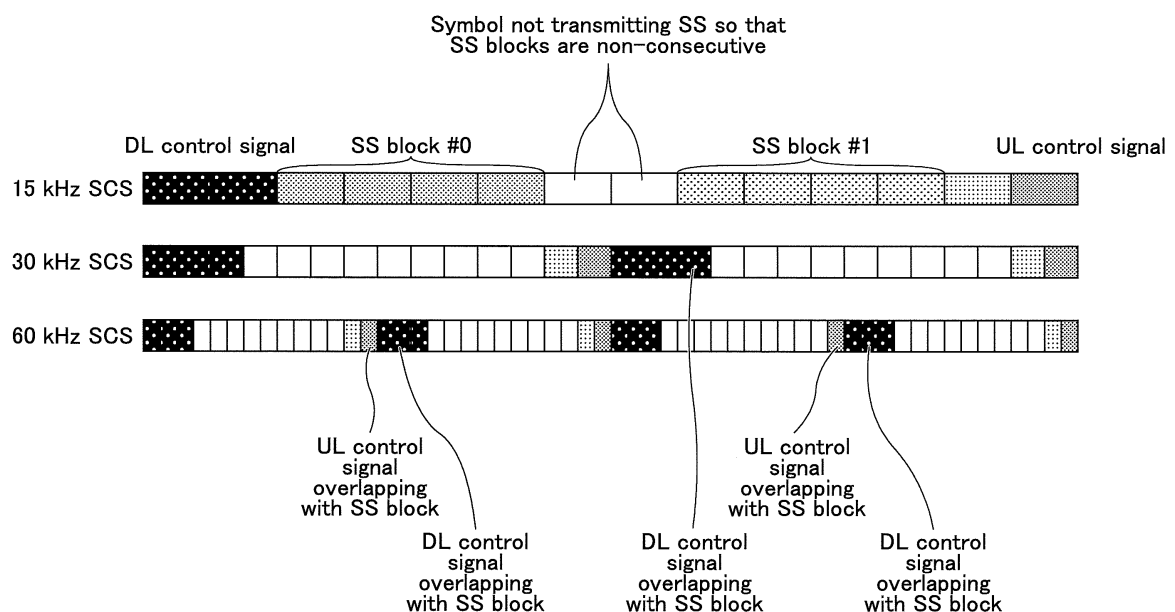 Symbol not transmitting SS so that
SS blocks are non-consecutive
DL control signal
SS block #0
SS block #1
UL control signal
15 kHz SCS
30 kHz SCS
60 kHz SCS
UL control
signal
overlapping
with SS block
DL control
signal
overlapping
with SS block
DL control
signal
overlapping
with SS block
UL control
signal
overlapping
with SS block
DL control
signal
overlapping
with SS block